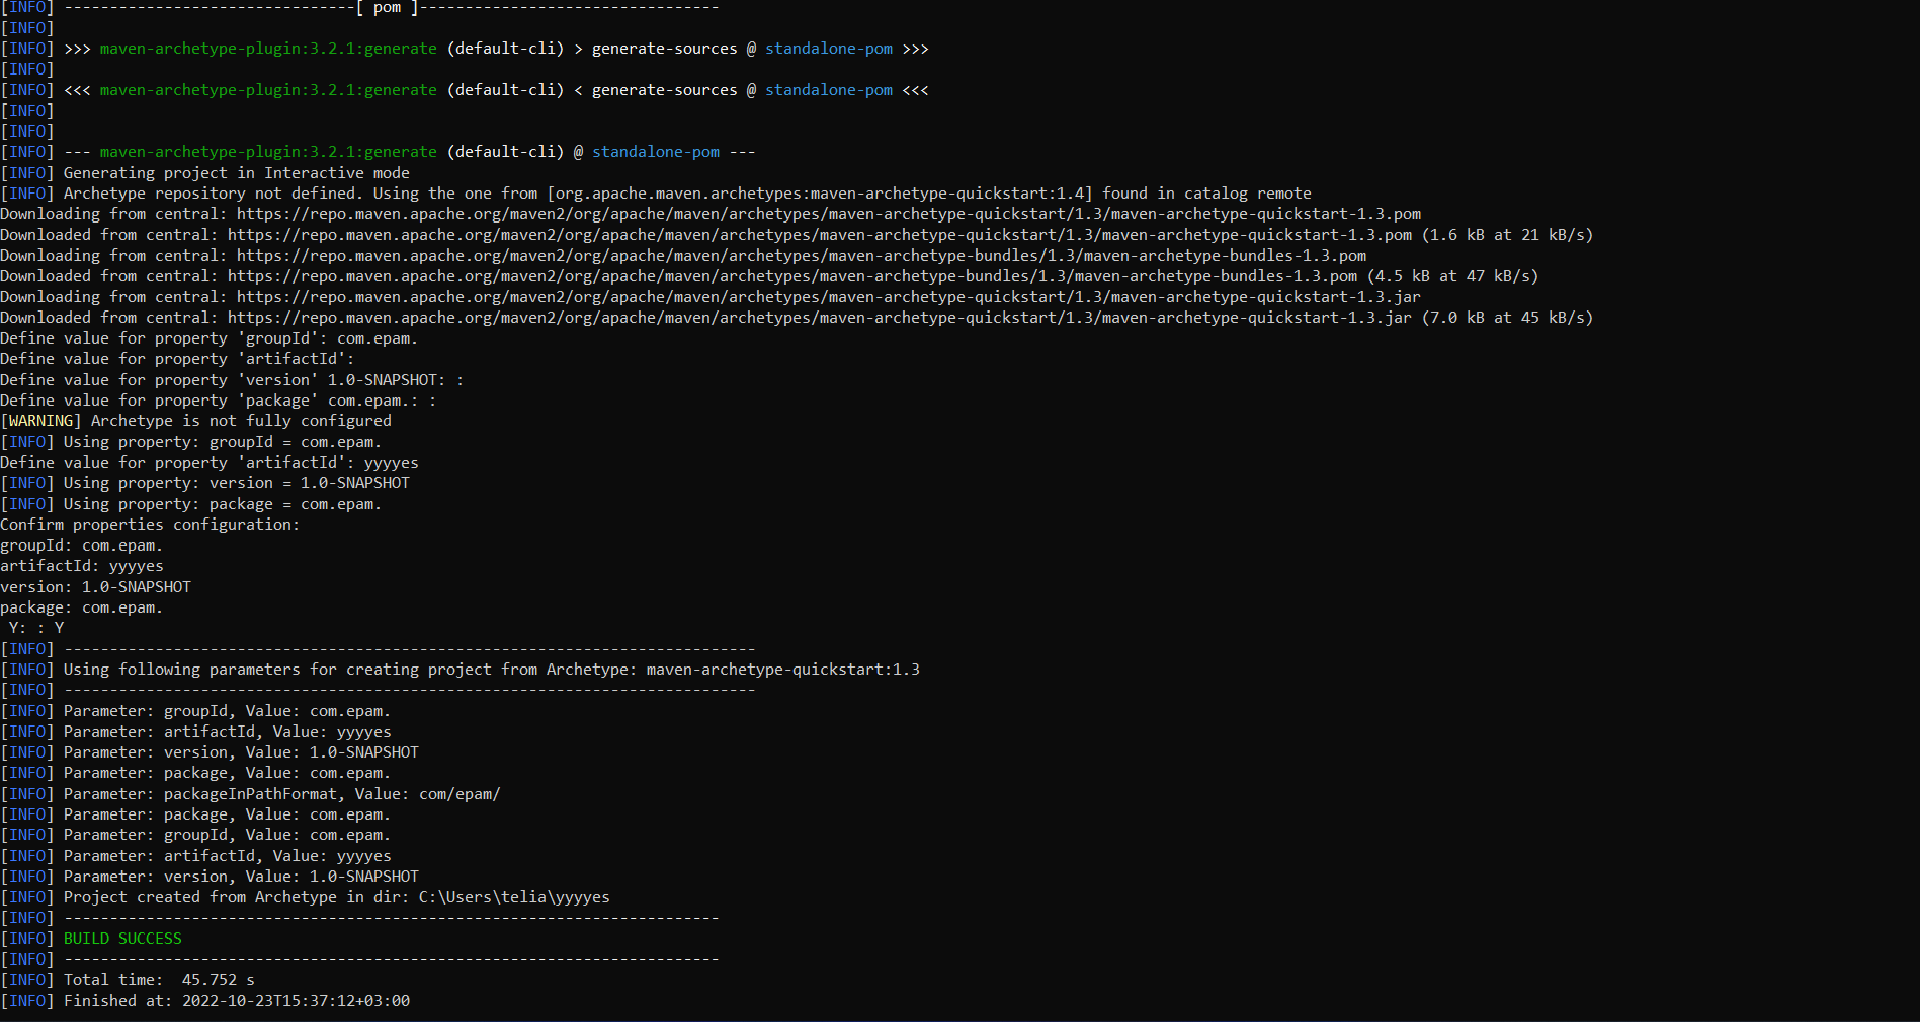 [INFO] --------------------------------[ pom ]---------------------------------
[INFO]
[INFO] >>> maven-archetype-plugin:3.2.1:generate (default-cli) > generate-sources @ standalone-pom >>>
[INFO]
[INFO] <<< maven-archetype-plugin:3.2.1:generate (default-cli) < generate-sources @ standalone-pom <<<
[INFO]
[INFO]
[INFO] --- maven-archetype-plugin:3.2.1:generate (default-cli) @ standalone-pom ---
[INFO] Generating project in Interactive mode
[INFO] Archetype repository not defined. Using the one from [org.apache.maven.archetypes:maven-archetype-quickstart:1.4] found in catalog remote
Downloading from central: https://repo.maven.apache.org/maven2/org/apache/maven/archetypes/maven-archetype-quickstart/1.3/maven-archetype-quickstart-1.3.pom
Downloaded from central: https://repo.maven.apache.org/maven2/org/apache/maven/archetypes/maven-archetype-quickstart/1.3/maven-archetype-quickstart-1.3.pom (1.6 kB at 21 kB/s)
Downloading from central: https://repo.maven.apache.org/maven2/org/apache/maven/archetypes/maven-archetype-bundles/1.3/maven-archetype-bundles-1.3.pom
Downloaded from central: https://repo.maven.apache.org/maven2/org/apache/maven/archetypes/maven-archetype-bundles/1.3/maven-archetype-bundles-1.3.pom (4.5 kB at 47 kB/s)
Downloading from central: https://repo.maven.apache.org/maven2/org/apache/maven/archetypes/maven-archetype-quickstart/1.3/maven-archetype-quickstart-1.3.jar
Downloaded from central: https://repo.maven.apache.org/maven2/org/apache/maven/archetypes/maven-archetype-quickstart/1.3/maven-archetype-quickstart-1.3.jar (7.0 kB at 45 kB/s)
Define value for property 'groupId': com.epam.
Define value for property 'artifactId':
Define value for property 'version' 1.0-SNAPSHOT: :
Define value for property 'package' com.epam.: :
[WARNING] Archetype is not fully configured
[INFO] Using property: groupId = com.epam.
Define value for property 'artifactId': yyyyes
[INFO] Using property: version = 1.0-SNAPSHOT
[INFO] Using property: package = com.epam.
Confirm properties configuration:
groupId: com.epam.
artifactId: yyyyes
version: 1.0-SNAPSHOT
package: com.epam.
 Y: : Y
[INFO] ----------------------------------------------------------------------------
[INFO] Using following parameters for creating project from Archetype: maven-archetype-quickstart:1.3
[INFO] ----------------------------------------------------------------------------
[INFO] Parameter: groupId, Value: com.epam.
[INFO] Parameter: artifactId, Value: yyyyes
[INFO] Parameter: version, Value: 1.0-SNAPSHOT
[INFO] Parameter: package, Value: com.epam.
[INFO] Parameter: packageInPathFormat, Value: com/epam/
[INFO] Parameter: package, Value: com.epam.
[INFO] Parameter: groupId, Value: com.epam.
[INFO] Parameter: artifactId, Value: yyyyes
[INFO] Parameter: version, Value: 1.0-SNAPSHOT
[INFO] Project created from Archetype in dir: C:\Users\telia\yyyyes
[INFO] ------------------------------------------------------------------------
[INFO] BUILD SUCCESS
[INFO] ------------------------------------------------------------------------
[INFO] Total time:  45.752 s
[INFO] Finished at: 2022-10-23T15:37:12+03:00